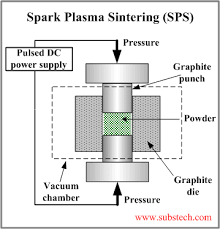 Spark Plasma Sintering (SPS)
Pulsed DC
power supply
Pressure
Graphite
punch
Powder
Vacuum
chamber
Pressure
Graphite
die
www.substech.com